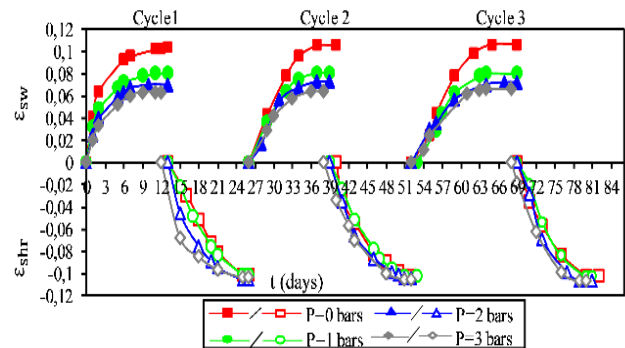 Cycle1 Cycle 2 Cycle 3
0,12
0,1
0,08
0,06
0,04
0,02
0
-0,02
-0,04
-0,06
-0,08
-0,1
-0,12
ε_sw
ε_shr
0 3 6 9 12 15 18 21 24 27 30 33 36 39 42 45 48 51 54 57 60 63 66 69 72 75 78 81 84
t (days)
/ P=0 bars / P=2 bars
/ P=1 bars / P=3 bars